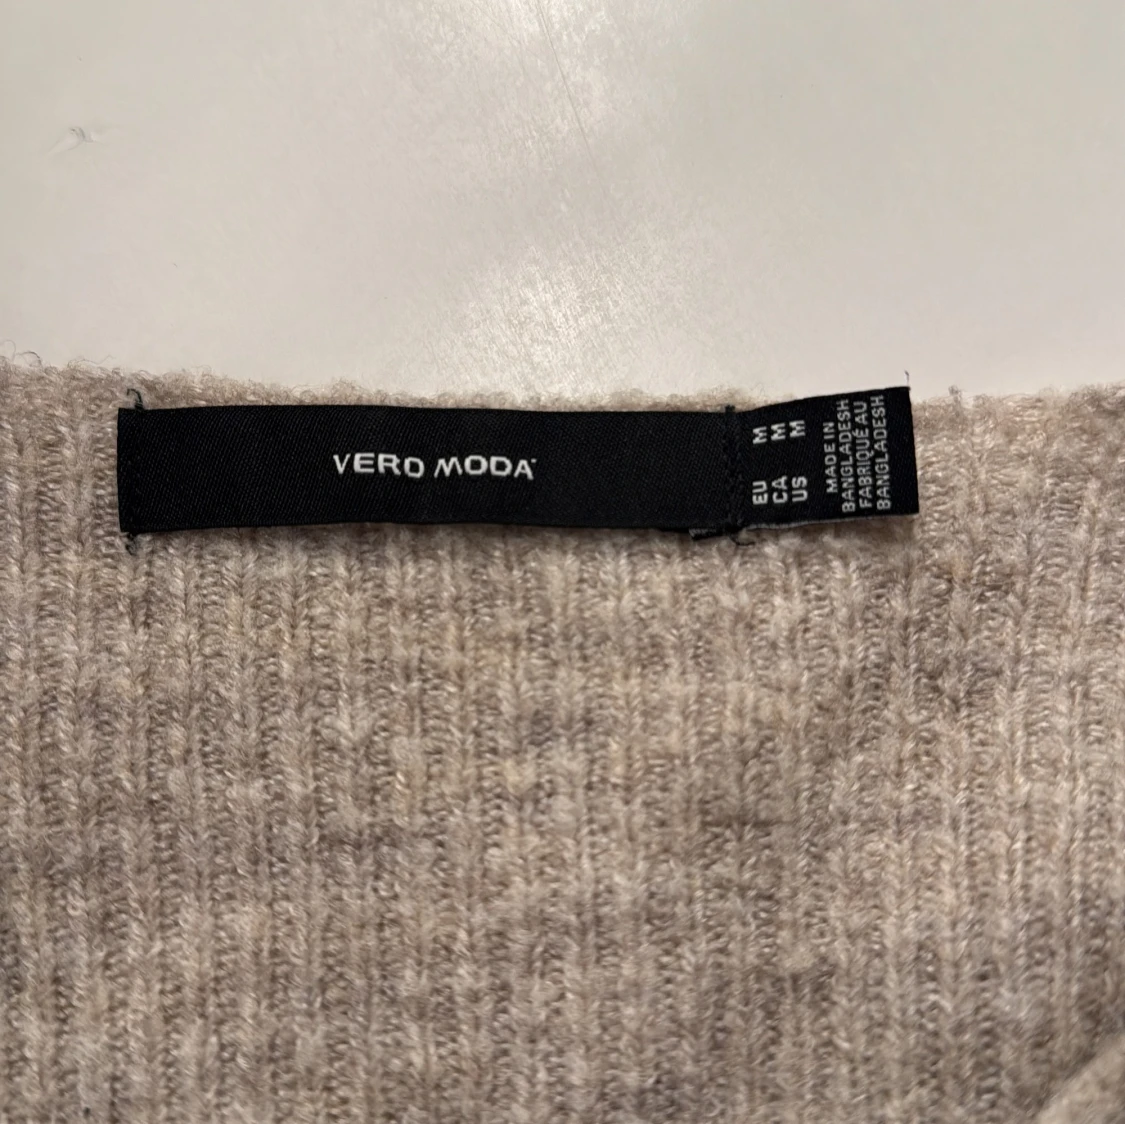 VERO MODA
EU M
CA M
US M
MADE IN
BANGLADESH
FABRIQUÉ AU
BANGLADESH